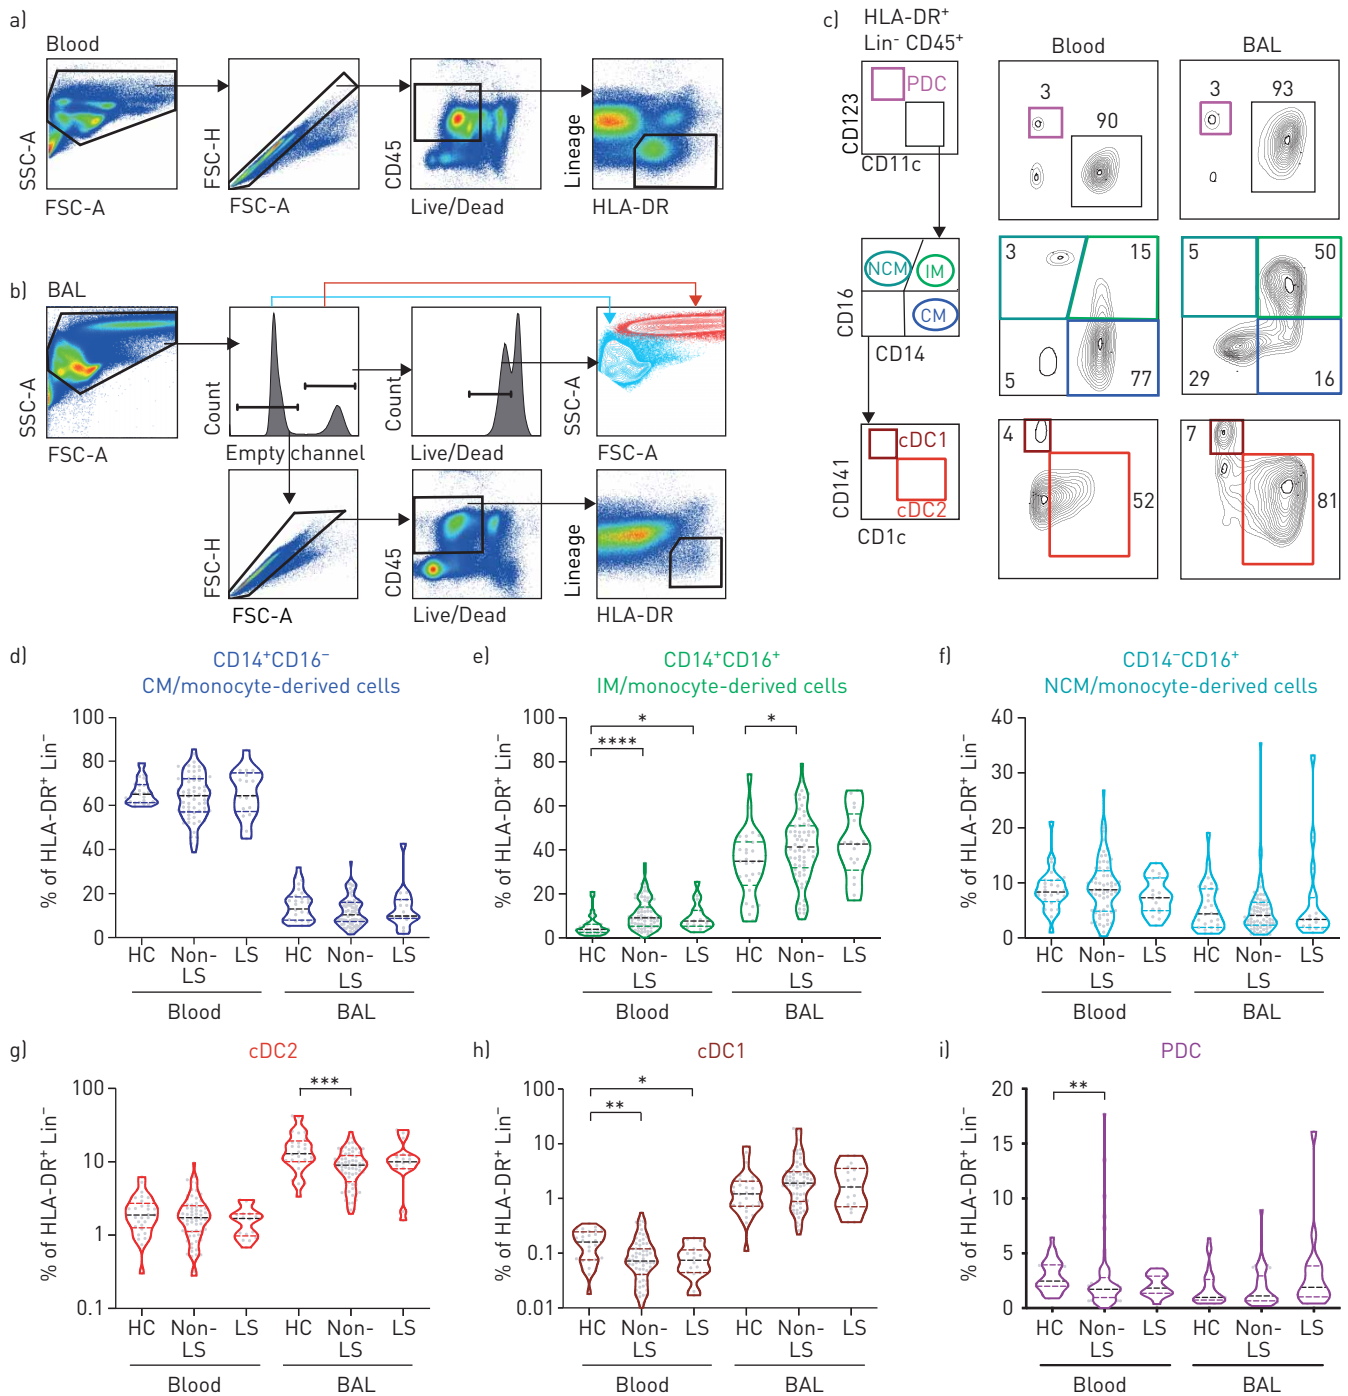 a)
Blood
SSC-A
FSC-A
FSC-H
FSC-A
CD45
Live/Dead
Lineage
HLA-DR
b)
BAL
SSC-A
FSC-A
Count
Empty channel
Count
Live/Dead
SSC-A
FSC-A
FSC-H
FSC-A
CD45
Live/Dead
Lineage
HLA-DR
c)
HLA-DR⁺
Lin⁻ CD45⁺
Blood
BAL
PDC
CD123
CD11c
3
90
3
93
NCM
IM
CM
CD16
CD14
3
15
5
77
5
50
29
16
cDC1
cDC2
CD141
CD1c
4
52
7
81
d)
CD14⁺CD16⁻
CM/monocyte-derived cells
% of HLA-DR⁺ Lin⁻
100
80
60
40
20
0
HC Non-LS LS HC Non-LS LS
Blood BAL
e)
CD14⁺CD16⁺
IM/monocyte-derived cells
% of HLA-DR⁺ Lin⁻
100
80
60
40
20
0
*
****
*
HC Non-LS LS HC Non-LS LS
Blood BAL
f)
CD14⁻CD16⁺
NCM/monocyte-derived cells
% of HLA-DR⁺ Lin⁻
40
30
20
10
0
HC Non-LS LS HC Non-LS LS
Blood BAL
g)
cDC2
% of HLA-DR⁺ Lin⁻
100
10
1
0.1
***
HC Non-LS LS HC Non-LS LS
Blood BAL
h)
cDC1
% of HLA-DR⁺ Lin⁻
100
10
1
0.1
0.01
*
**
HC Non-LS LS HC Non-LS LS
Blood BAL
i)
PDC
% of HLA-DR⁺ Lin⁻
20
15
10
5
0
**
HC Non-LS LS HC Non-LS LS
Blood BAL